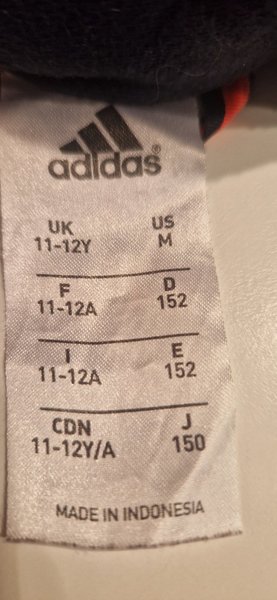 adidas®
UK US
11-12Y M
F D
11-12A 152
I E
11-12A 152
CDN J
11-12Y/A 150
MADE IN INDONESIA